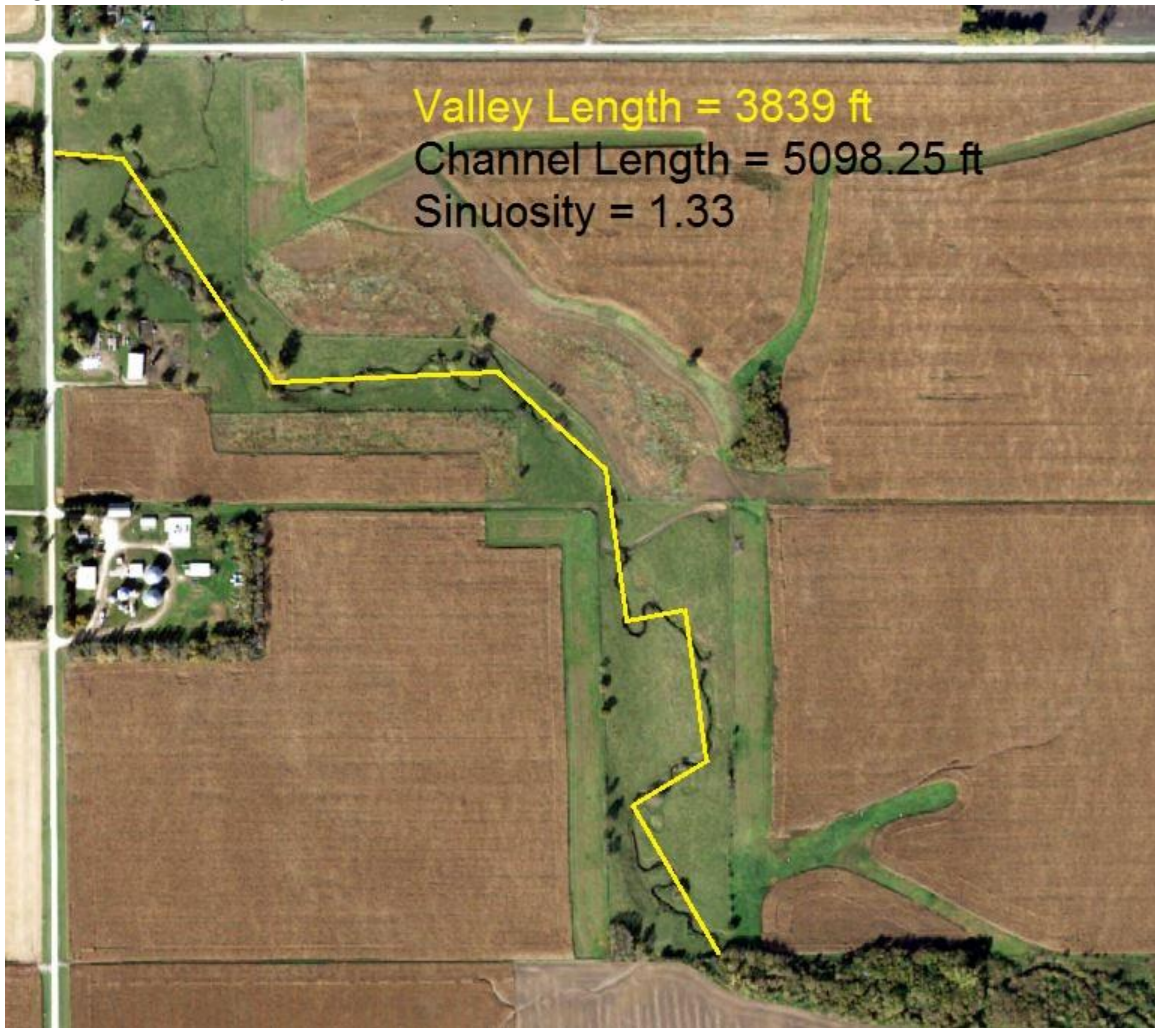 Valley Length = 3839 ft
Channel Length = 5098.25 ft
Sinuosity = 1.33